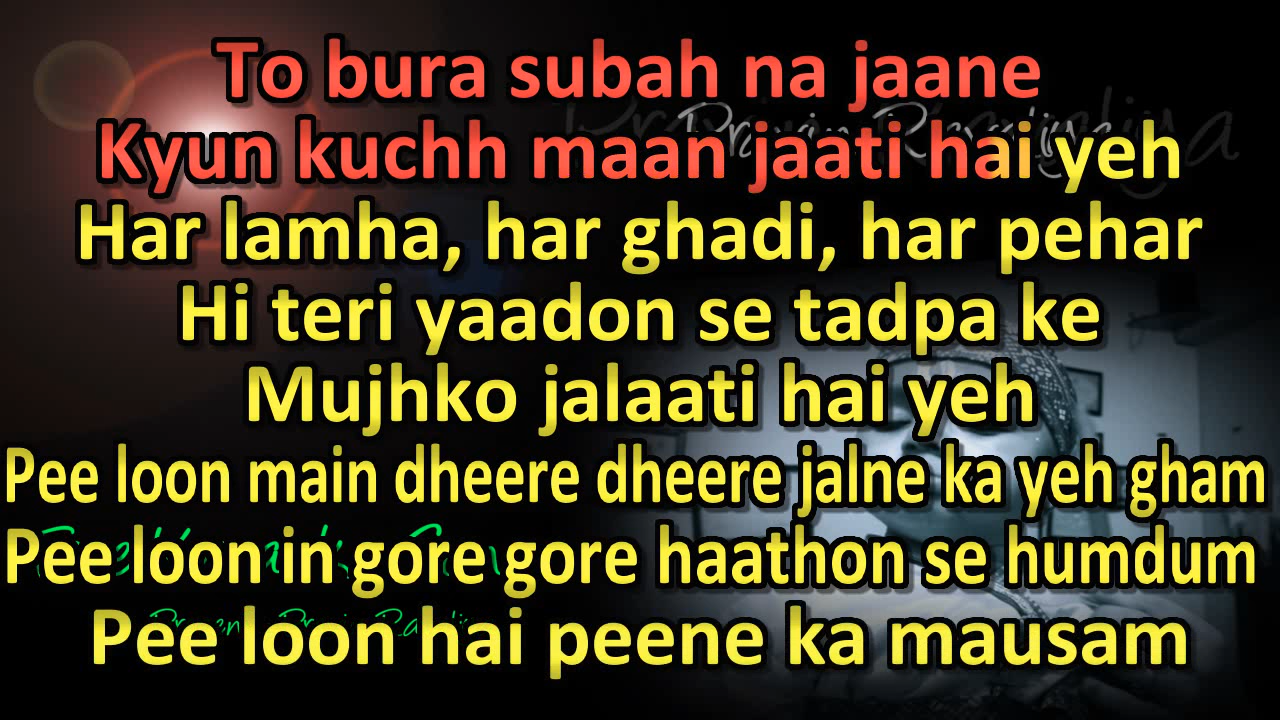 To bura subah na jaane
Kyun kuchh maan jaati hai yeh
Har lamha, har ghadi, har pehar
Hi teri yaadon se tadpa ke
Mujhko jalaati hai yeh
Pee loon main dheere dheere jalne ka yeh gham
Pee loon in gore gore haathon se humdum
Pee loon hai peene ka mausam